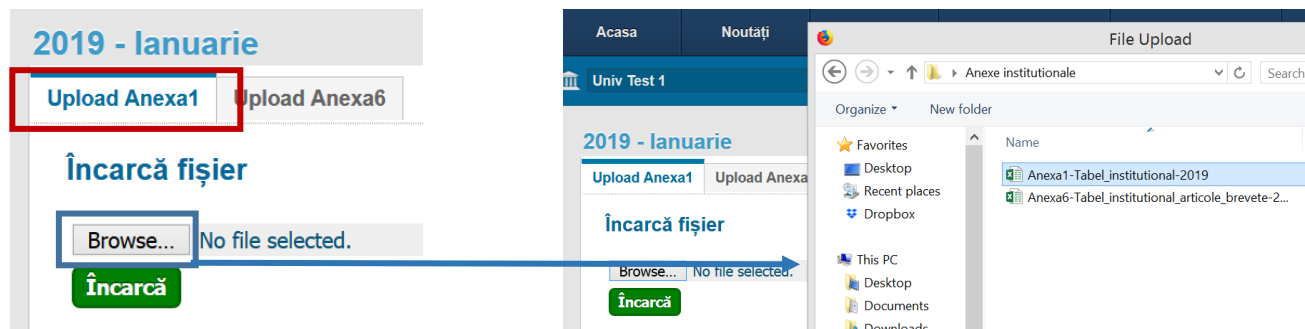 2019 - Ianuarie
Upload Anexa1 Upload Anexa6
Încarcă fișier
Browse... No file selected.
Încarcă
Acasa Noutăți
Univ Test 1
2019 - Ianuarie
Upload Anexa1 Upload Anexa
Încarcă fișier
Browse... No file selected.
Încarcă
File Upload
Anexe institutionale Search
Organize New folder
Favorites
Desktop
Recent places
Dropbox
This PC
Desktop
Documents
Downloads
Name
Anexa1-Tabel_institutional-2019
Anexa6-Tabel_institutional_articole_brevete-2...